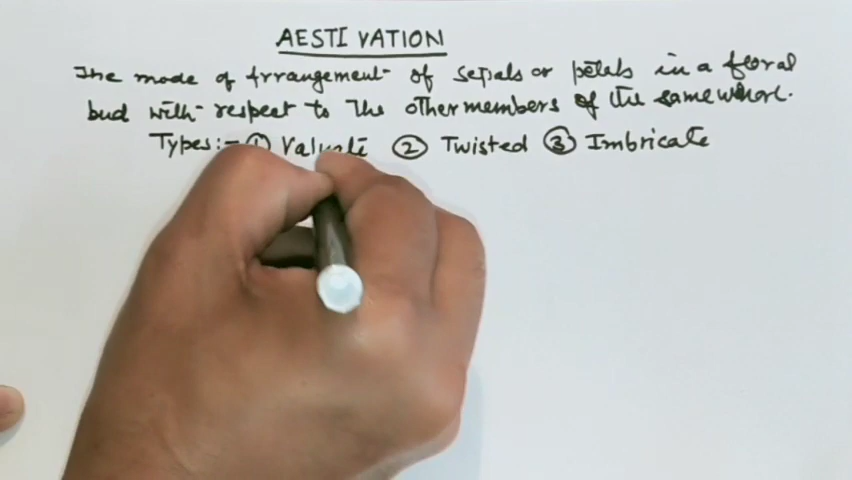 AESTIVATION
The mode of Arrangement of sepals or petals in a floral
bud with respect to the other members of the same whorl.
Types:- ① Valvate ② Twisted ③ Imbricate